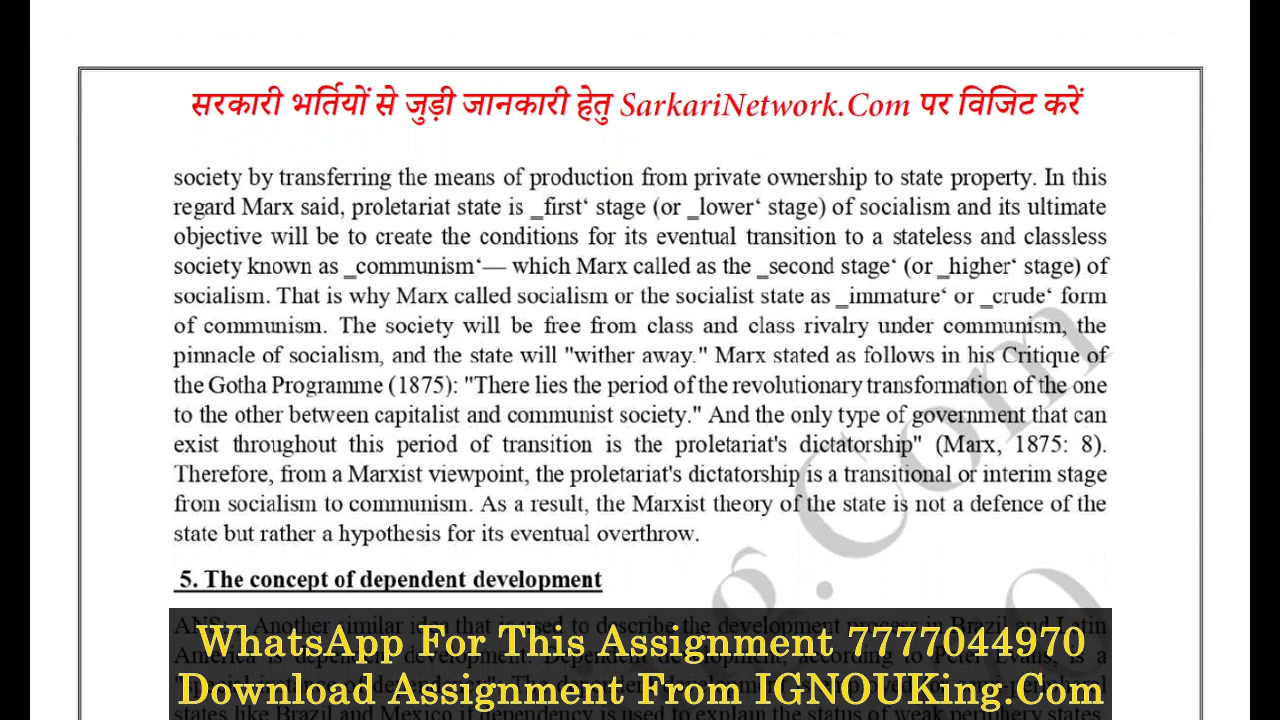 सरकारी भर्तियों से जुड़ी जानकारी हेतु SarkariNetwork.Com पर विजिट करें
society by transferring the means of production from private ownership to state property. In this
regard Marx said, proletariat state is _first‘ stage (or _lower‘ stage) of socialism and its ultimate
objective will be to create the conditions for its eventual transition to a stateless and classless
society known as _communism‘— which Marx called as the _second stage‘ (or _higher‘ stage) of
socialism. That is why Marx called socialism or the socialist state as _immature‘ or _crude‘ form
of communism. The society will be free from class and class rivalry under communism, the
pinnacle of socialism, and the state will "wither away." Marx stated as follows in his Critique of
the Gotha Programme (1875): "There lies the period of the revolutionary transformation of the one
to the other between capitalist and communist society." And the only type of government that can
exist throughout this period of transition is the proletariat's dictatorship" (Marx, 1875: 8).
Therefore, from a Marxist viewpoint, the proletariat's dictatorship is a transitional or interim stage
from socialism to communism. As a result, the Marxist theory of the state is not a defence of the
state but rather a hypothesis for its eventual overthrow.
5. The concept of dependent development
WhatsApp For This Assignment 7777044970
Download Assignment From IGNOUKing.Com